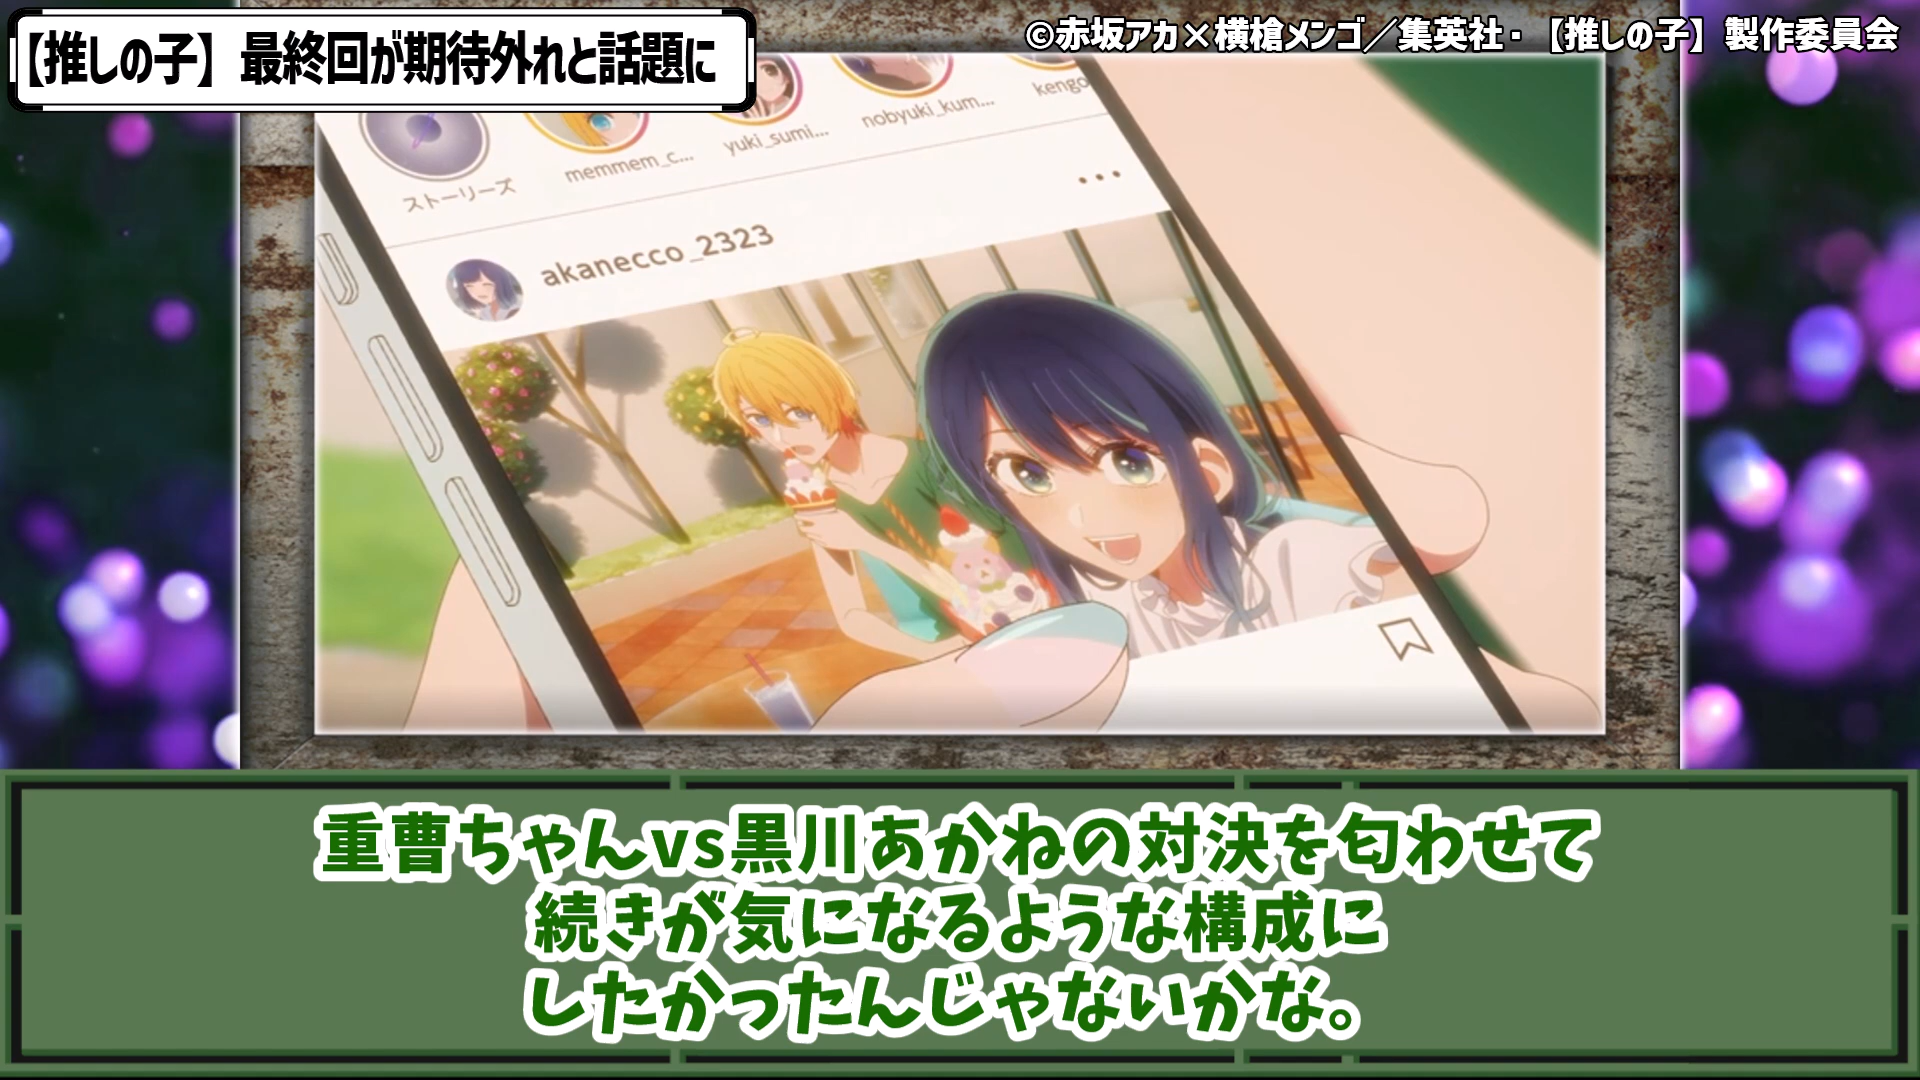 【推しの子】最終回が期待外れと話題に
©赤坂アカ×横槍メンゴ／集英社・【推しの子】製作委員会
ストーリーズ
memmem_c...
yuki_sumi...
nobyuki_kum...
kengo
akanecco_2323
重曹ちゃんvs黒川あかねの対決を匂わせて
続きが気になるような構成に
したかったんじゃないかな。